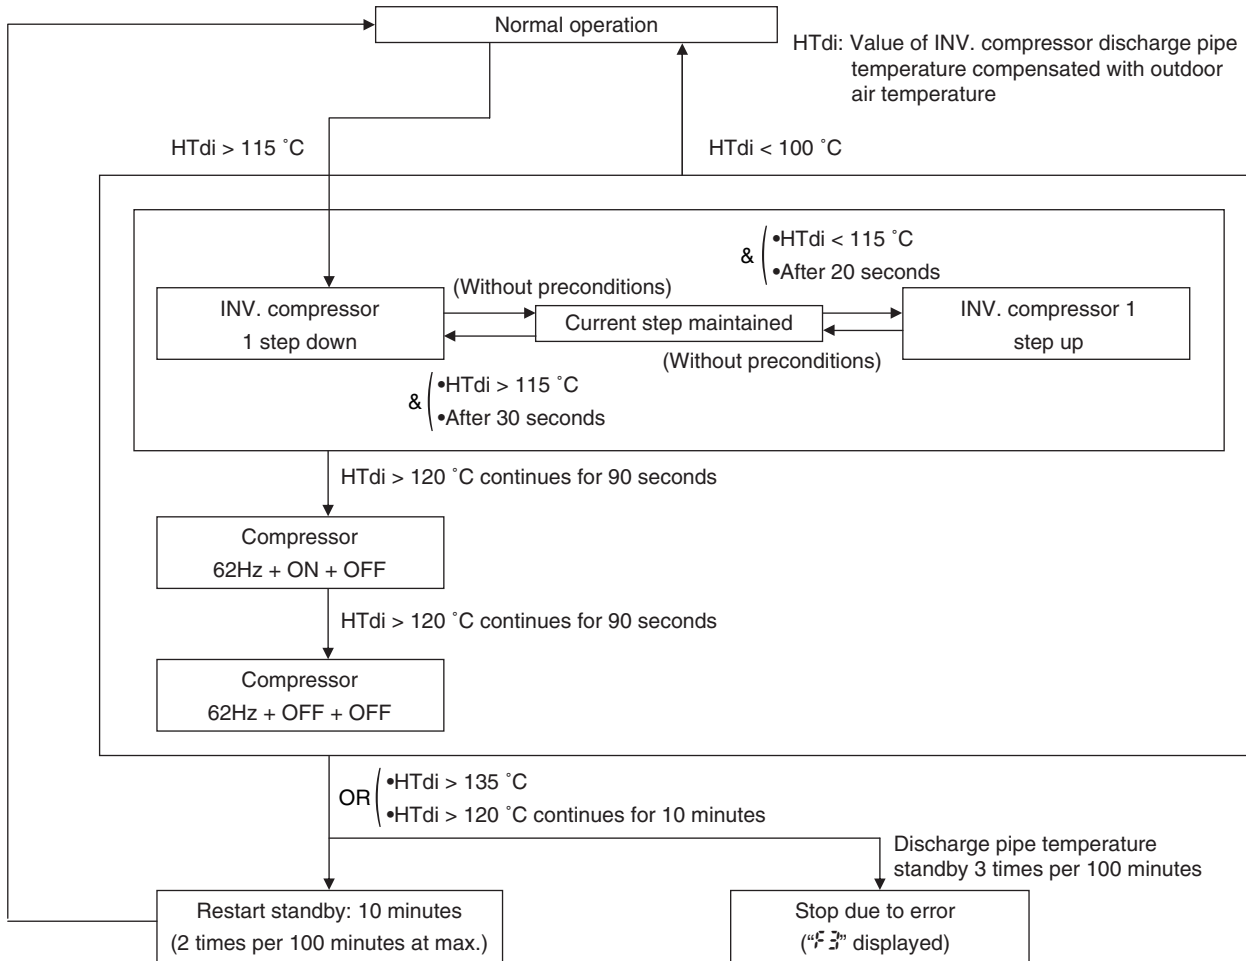 Normal operation
HTdi: Value of INV. compressor discharge pipe
temperature compensated with outdoor
air temperature
HTdi > 115 ˚C
HTdi < 100 ˚C
& •HTdi < 115 ˚C
•After 20 seconds
INV. compressor
1 step down
(Without preconditions)
Current step maintained
(Without preconditions)
INV. compressor 1
step up
& •HTdi > 115 ˚C
•After 30 seconds
HTdi > 120 ˚C continues for 90 seconds
Compressor
62Hz + ON + OFF
HTdi > 120 ˚C continues for 90 seconds
Compressor
62Hz + OFF + OFF
OR •HTdi > 135 ˚C
•HTdi > 120 ˚C continues for 10 minutes
Discharge pipe temperature
standby 3 times per 100 minutes
Restart standby: 10 minutes
(2 times per 100 minutes at max.)
Stop due to error
(“F3” displayed)